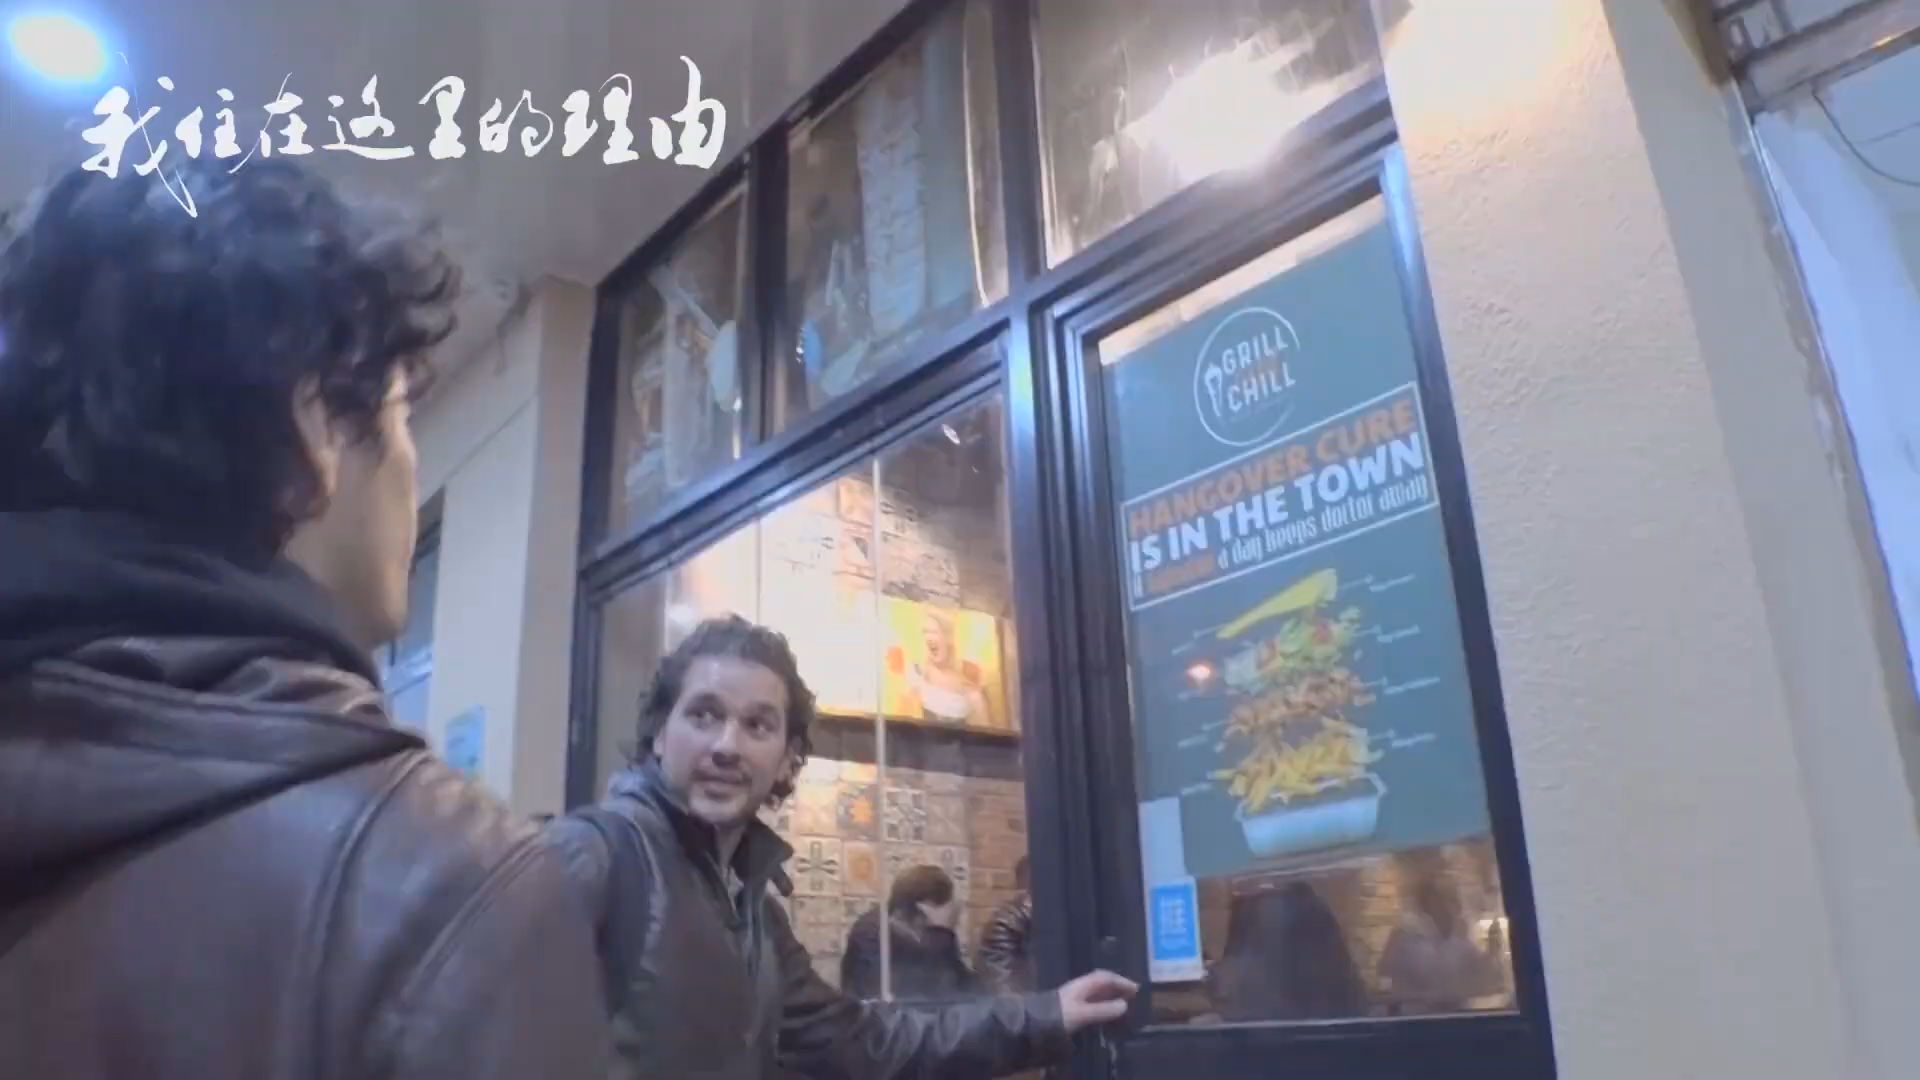 我住在这里的理由
GRILL
CHILL
HANGOVER CURE
IS IN THE TOWN
a day keeps doctor away